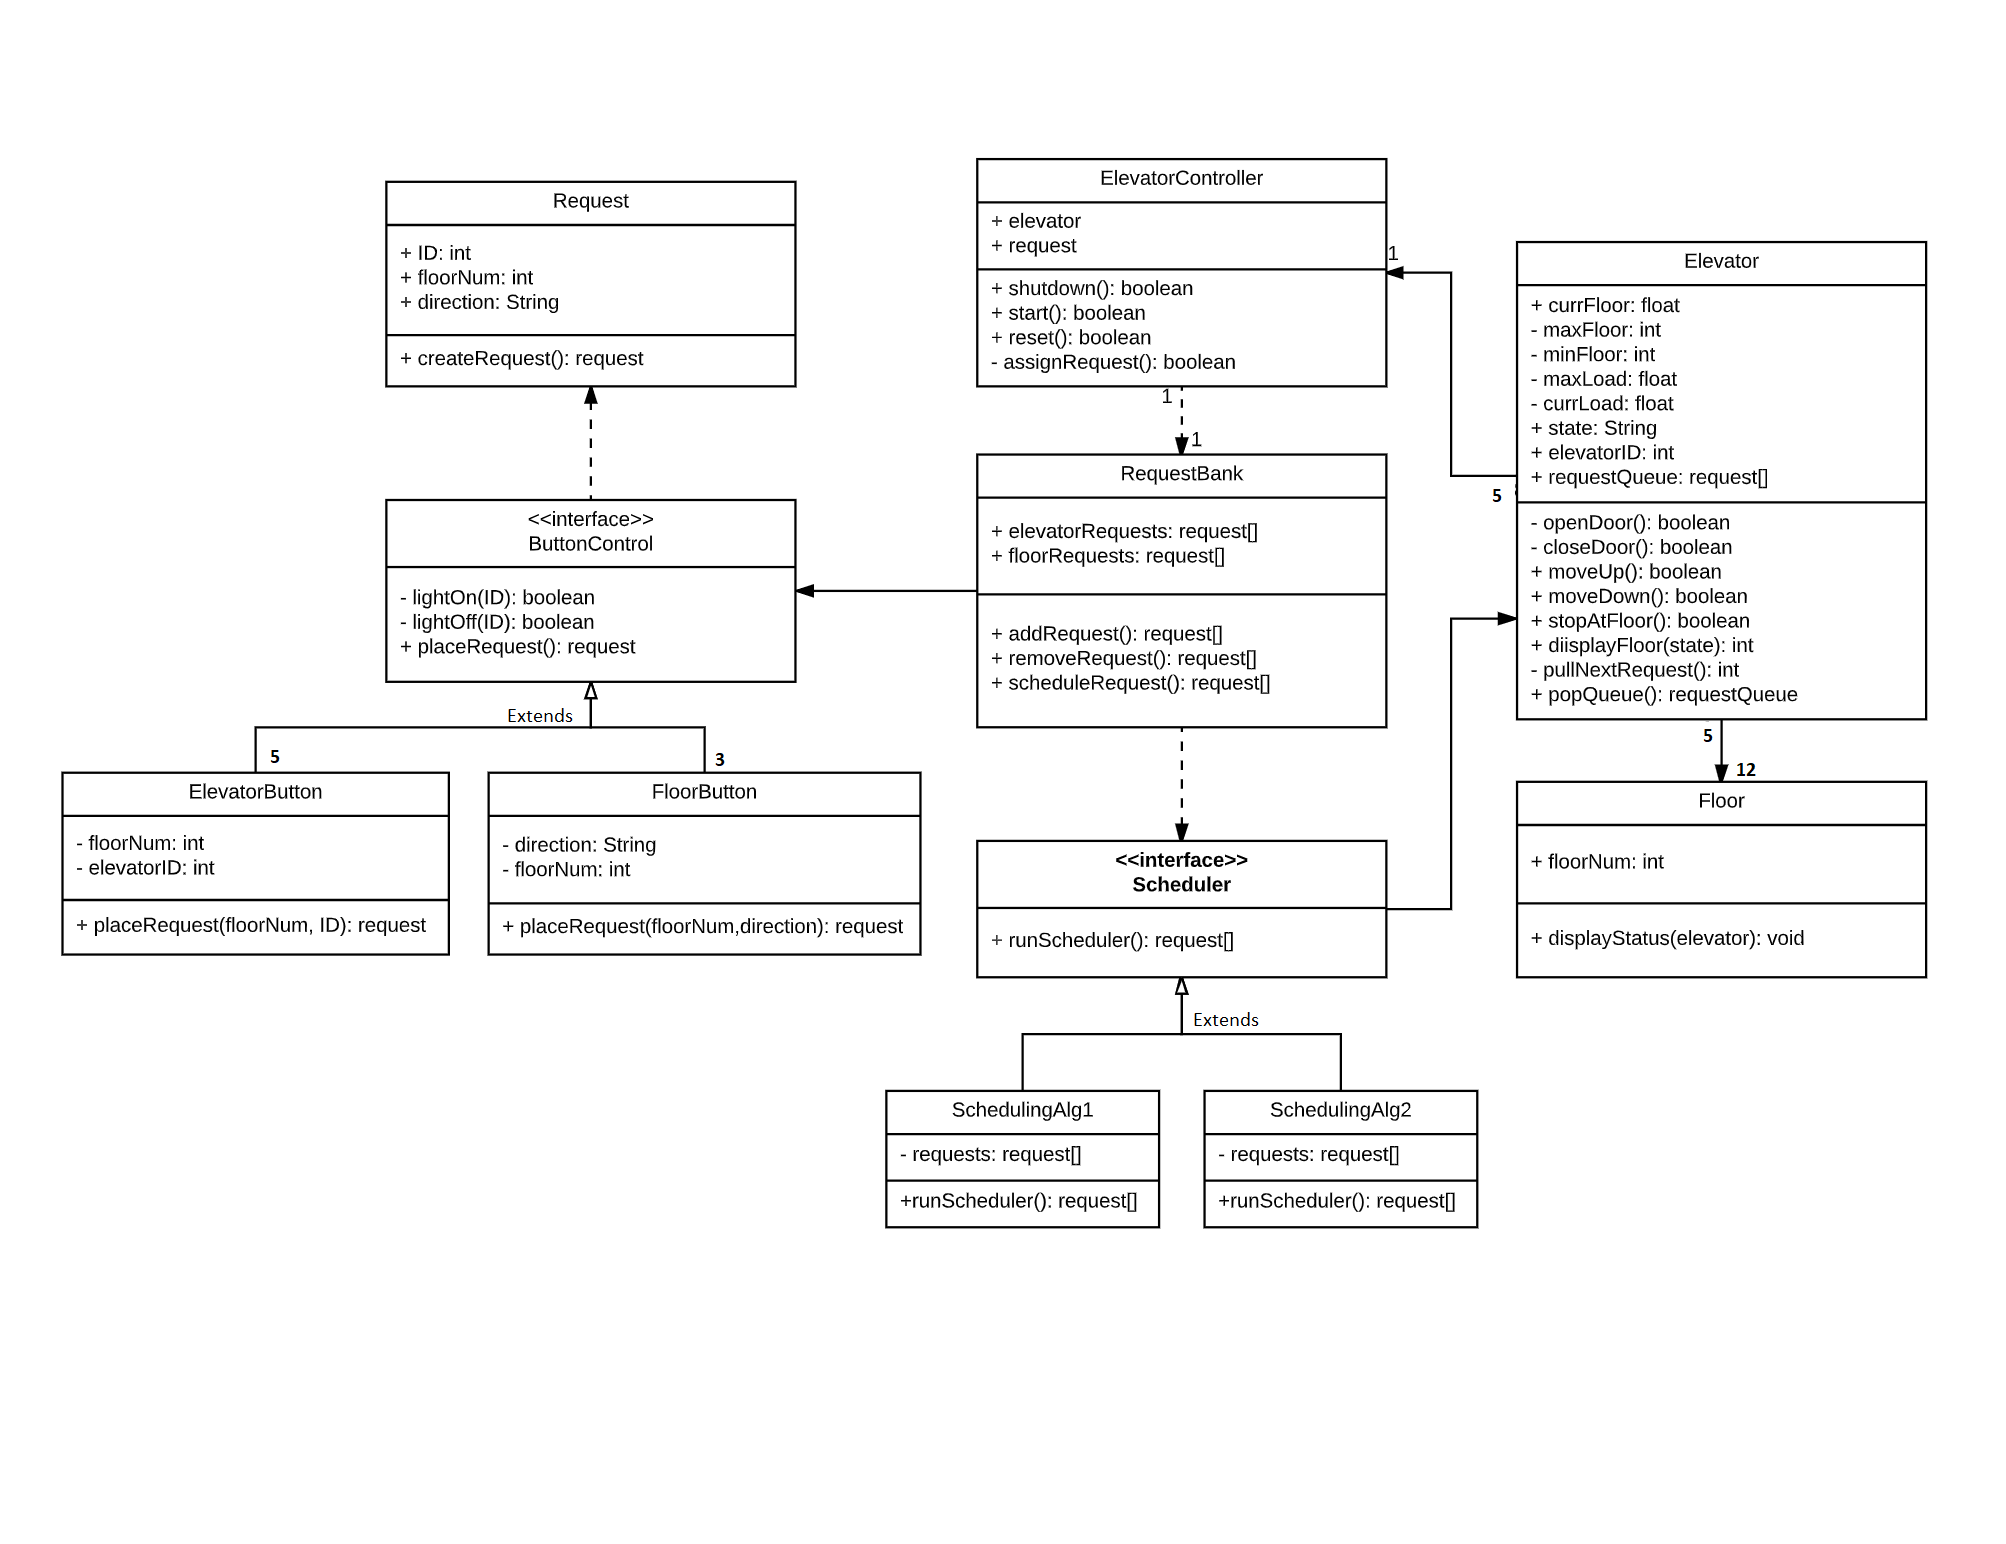 Request
+ ID: int
+ floorNum: int
+ direction: String
+ createRequest(): request
<<interface>>
ButtonControl
- lightOn(ID): boolean
- lightOff(ID): boolean
+ placeRequest(): request
Extends
5
3
ElevatorButton
- floorNum: int
- elevatorID: int
+ placeRequest(floorNum, ID): request
FloorButton
- direction: String
- floorNum: int
+ placeRequest(floorNum,direction): request
ElevatorController
+ elevator
+ request
+ shutdown(): boolean
+ start(): boolean
+ reset(): boolean
- assignRequest(): boolean
1
1
1
RequestBank
+ elevatorRequests: request[]
+ floorRequests: request[]
+ addRequest(): request[]
+ removeRequest(): request[]
+ scheduleRequest(): request[]
<<interface>>
Scheduler
+ runScheduler(): request[]
Extends
SchedulingAlg1
- requests: request[]
+runScheduler(): request[]
SchedulingAlg2
- requests: request[]
+runScheduler(): request[]
Elevator
+ currFloor: float
- maxFloor: int
- minFloor: int
- maxLoad: float
- currLoad: float
+ state: String
+ elevatorID: int
+ requestQueue: request[]
5
- openDoor(): boolean
- closeDoor(): boolean
+ moveUp(): boolean
+ moveDown(): boolean
+ stopAtFloor(): boolean
+ diisplayFloor(state): int
- pullNextRequest(): int
+ popQueue(): requestQueue
5
12
Floor
+ floorNum: int
+ displayStatus(elevator): void